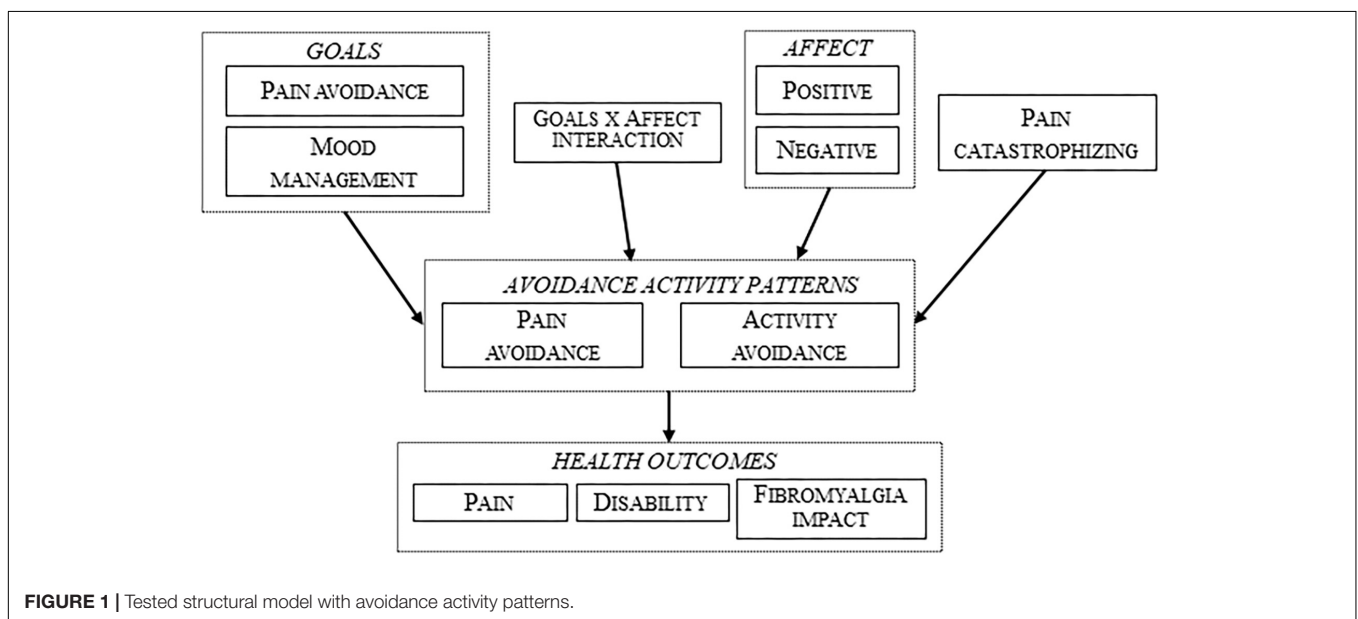 GOALS
PAIN AVOIDANCE
MOOD
MANAGEMENT
GOALS X AFFECT
INTERACTION
AFFECT
POSITIVE
NEGATIVE
PAIN
CATASTROPHIZING
AVOIDANCE ACTIVITY PATTERNS
PAIN
AVOIDANCE
ACTIVITY
AVOIDANCE
HEALTH OUTCOMES
PAIN
DISABILITY
FIBROMYALGIA
IMPACT
FIGURE 1 | Tested structural model with avoidance activity patterns.